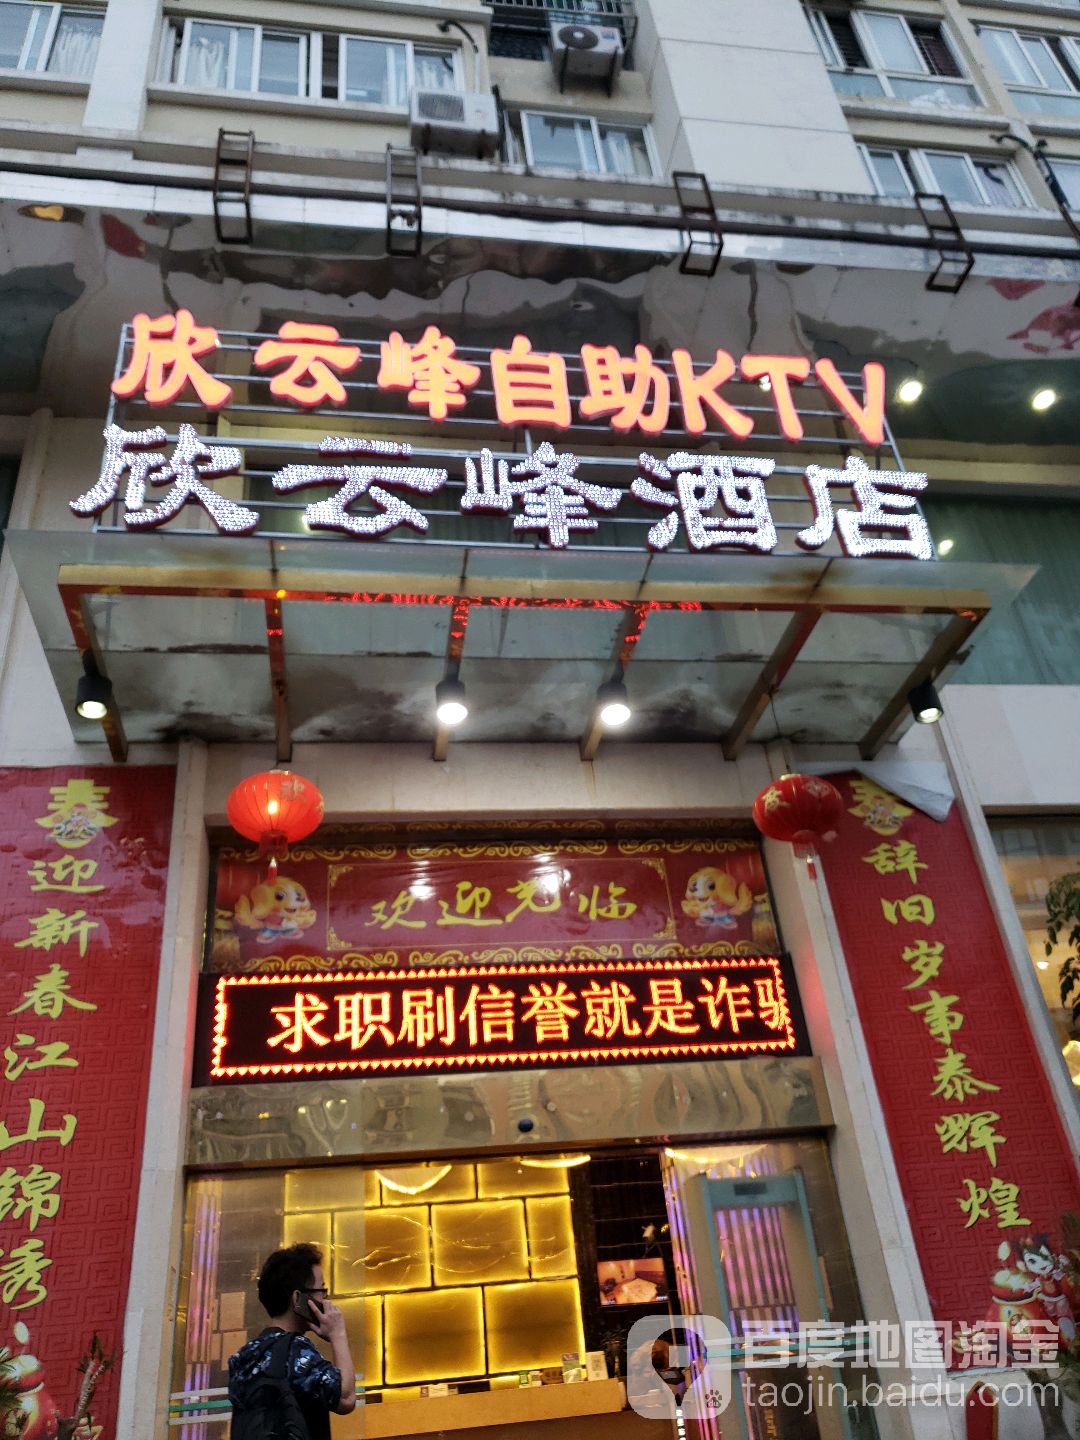 欣云峰自助KTV
欣云峰酒店
春
迎新春江山锦绣
欢迎光临
求职刷信誉就是诈骗
春
辞旧岁事事泰辉煌
百度地图淘金
taojin.baidu.com